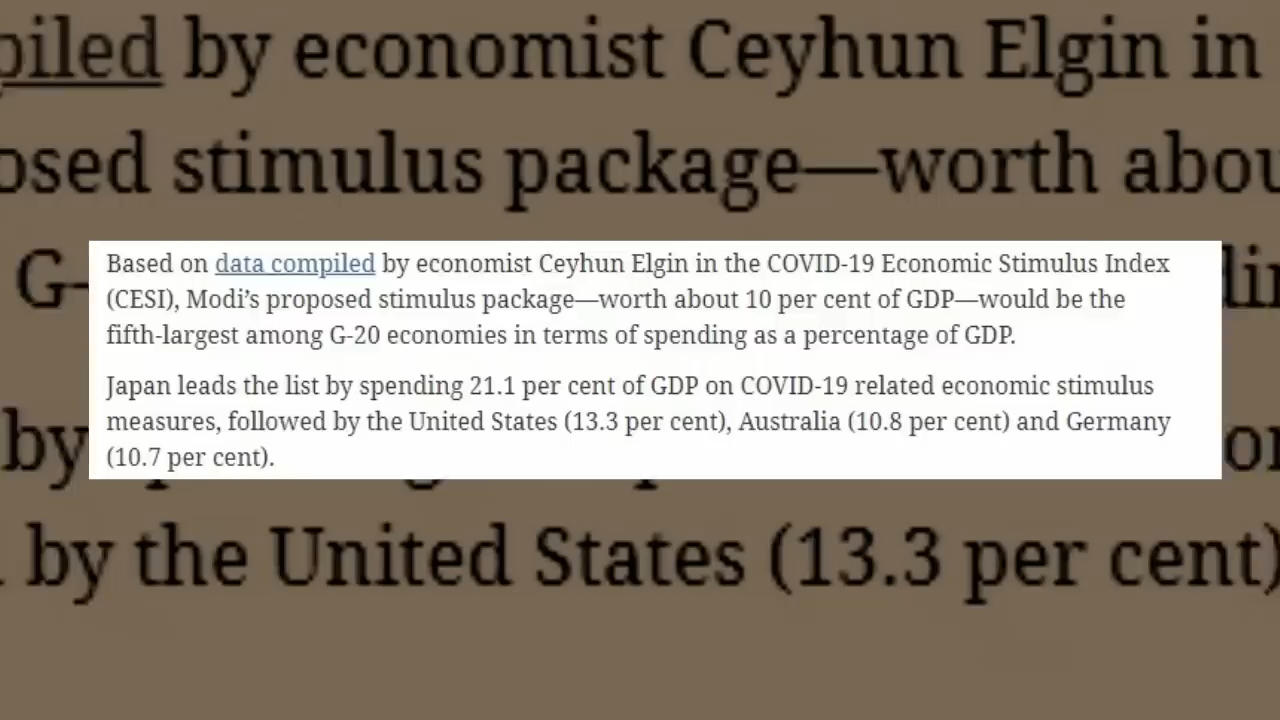 piled by economist Ceyhun Elgin in
osed stimulus package—worth abou
G-
Based on data compiled by economist Ceyhun Elgin in the COVID-19 Economic Stimulus Index
(CESI), Modi’s proposed stimulus package—worth about 10 per cent of GDP—would be the
fifth-largest among G-20 economies in terms of spending as a percentage of GDP.
Japan leads the list by spending 21.1 per cent of GDP on COVID-19 related economic stimulus
measures, followed by the United States (13.3 per cent), Australia (10.8 per cent) and Germany
(10.7 per cent).
by
by the United States (13.3 per cent)